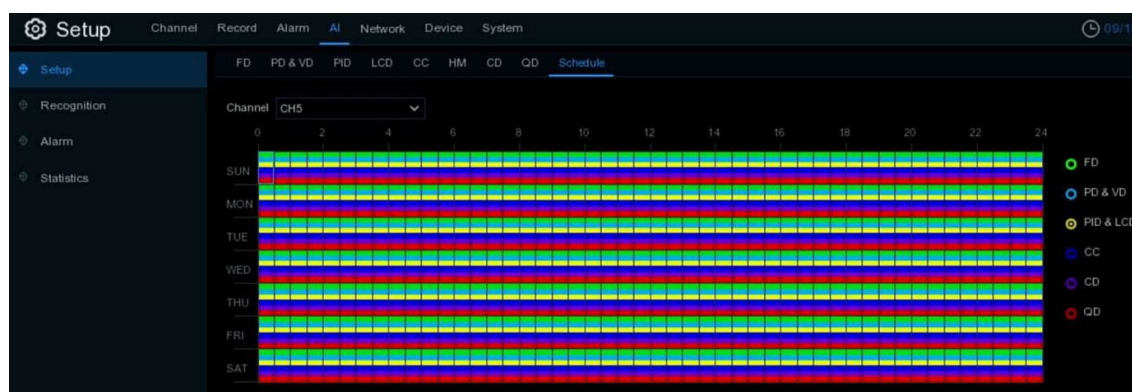 Setup Channel Record Alarm AI Network Device System 09/1
Setup FD PD & VD PID LCD CC HM CD QD Schedule
Recognition
Alarm
Statistics
Channel CH5
0 2 4 6 8 10 12 14 16 18 20 22 24
SUN
MON
TUE
WED
THU
FRI
SAT
FD
PD & VD
PID & LCD
CC
CD
QD